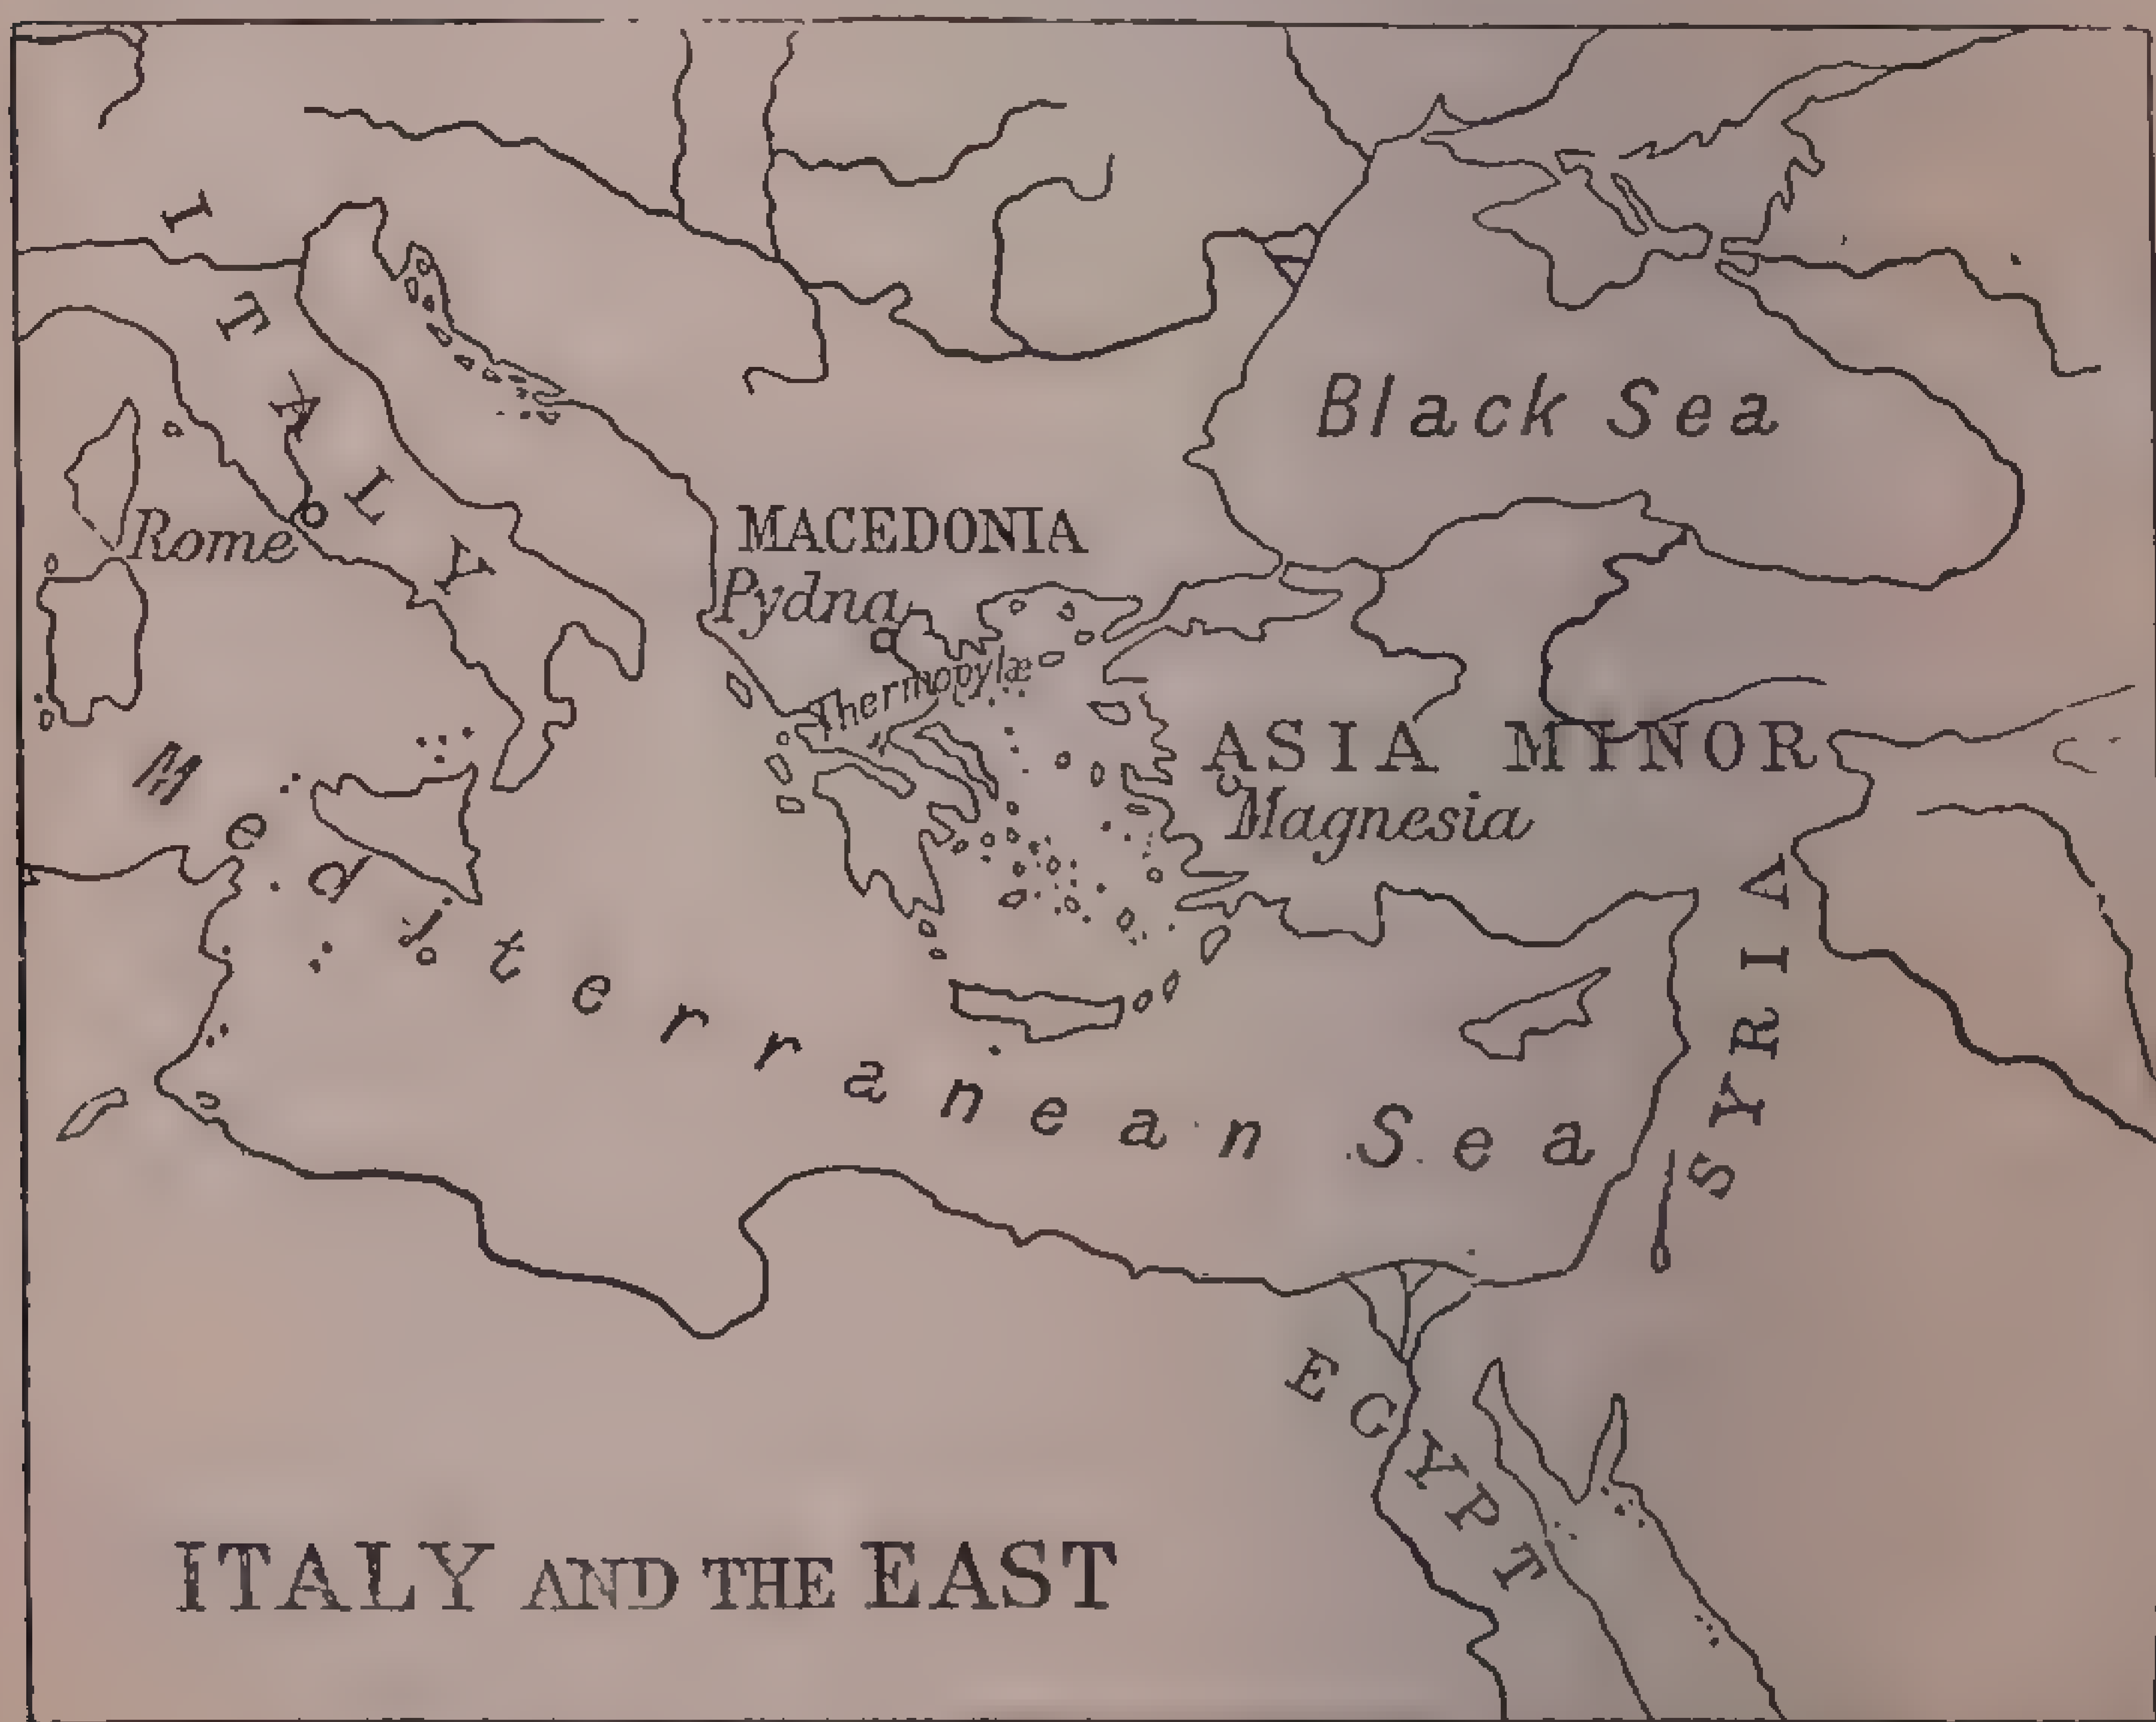 ITALY
Black Sea
Rome
MACEDONIA
Pydna
Thermopylæ
ASIA MINOR
Magnesia
Mediterranean Sea
SYRIA
EGYPT
ITALY AND THE EAST